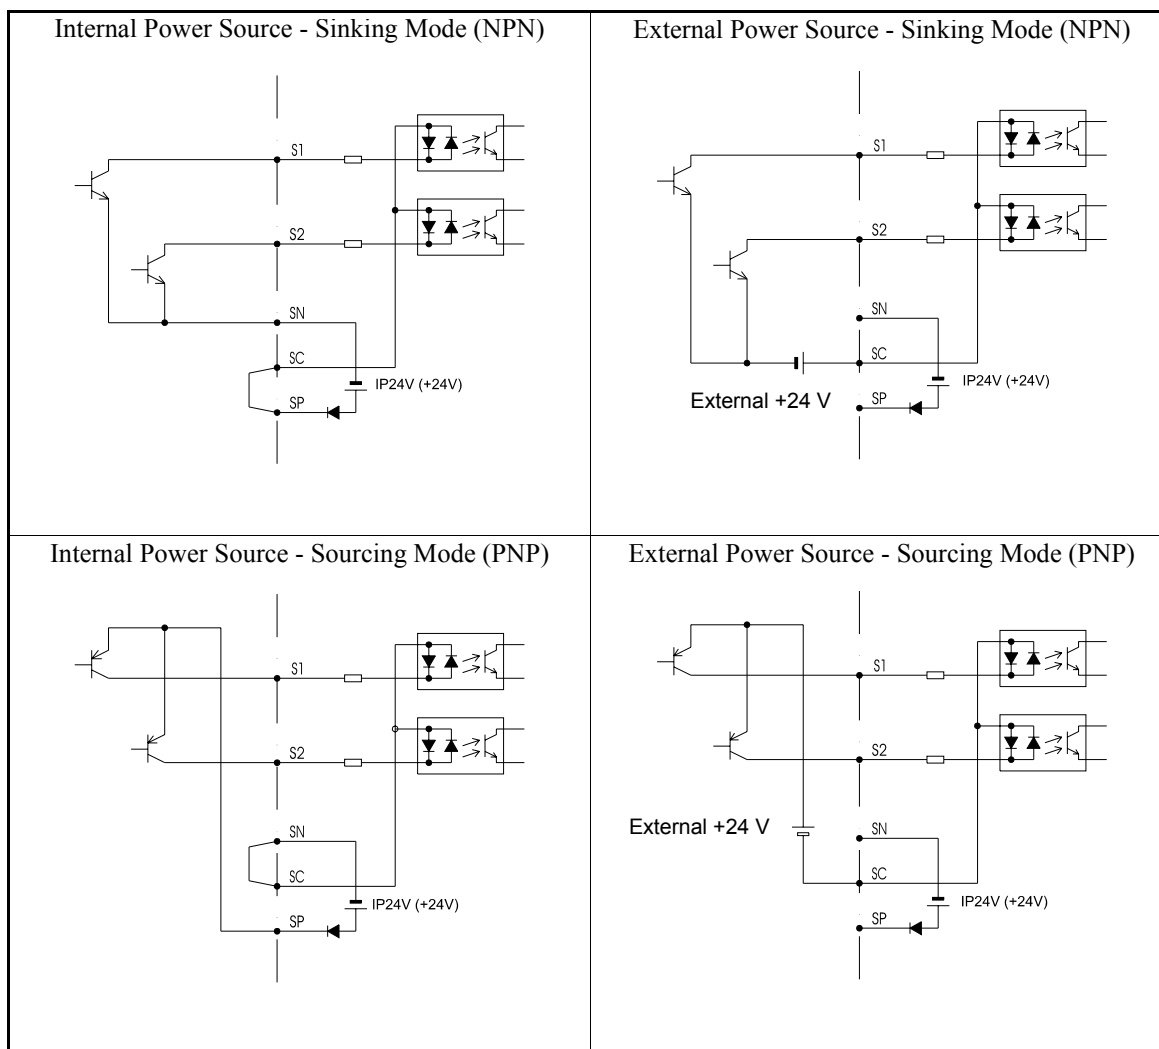 Internal Power Source - Sinking Mode (NPN)
S1
S2
SN
SC
IP24V (+24V)
SP
External Power Source - Sinking Mode (NPN)
S1
S2
SN
SC
IP24V (+24V)
External +24 V
SP
Internal Power Source - Sourcing Mode (PNP)
S1
S2
SN
SC
IP24V (+24V)
SP
External Power Source - Sourcing Mode (PNP)
S1
S2
External +24 V
SN
SC
IP24V (+24V)
SP